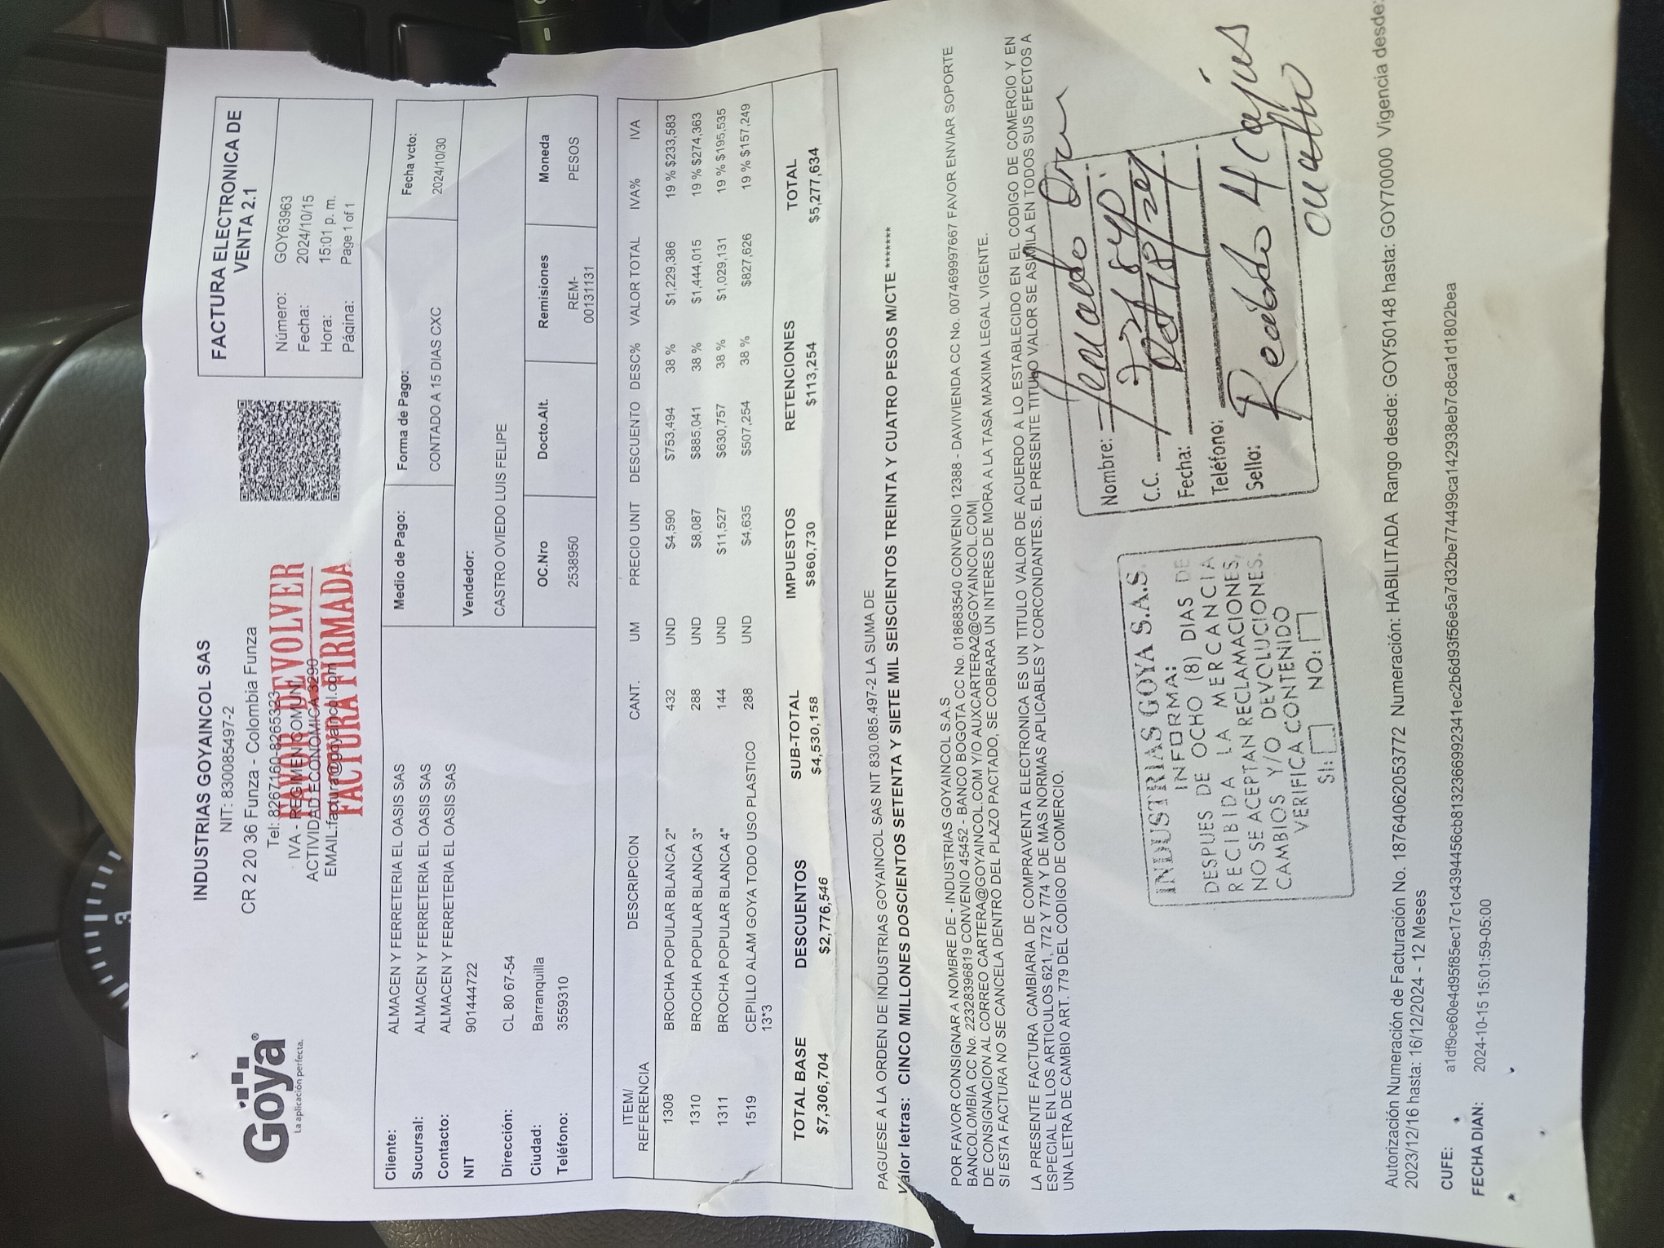 Goya®
La aplicación perfecta.
INDUSTRIAS GOYAINCOL SAS
NIT: 830085497-2
CR 2 20 36 Funza - Colombia Funza
Tel: 8267160-8265323
IVA - REGIMEN COMUN
ACTIVIDAD ECONOMICA 3290
EMAIL:factura@goyaincol.com
FAVOR DEVOLVER
FACTURA FIRMADA
FACTURA ELECTRONICA DE
VENTA 2.1
Número: GOY63963
Fecha: 2024/10/15
Hora: 15:01 p. m.
Página: Page 1 of 1
Cliente: ALMACEN Y FERRETERIA EL OASIS SAS
Sucursal: ALMACEN Y FERRETERIA EL OASIS SAS
Contacto: ALMACEN Y FERRETERIA EL OASIS SAS
NIT 901444722
Dirección: CL 80 67-54
Ciudad: Barranquilla
Teléfono: 3559310
Medio de Pago: Forma de Pago: Fecha vcto:
CONTADO A 15 DIAS CXC 2024/10/30
Vendedor:
CASTRO OVIEDO LUIS FELIPE
OC.Nro Docto.Alt. Remisiones Moneda
2538950 REM-00131131 PESOS
ITEM/REFERENCIA DESCRIPCION CANT. UM PRECIO UNIT DESCUENTO DESC% VALOR TOTAL IVA% IVA
1308 BROCHA POPULAR BLANCA 2" 432 UND $4,590 $753,494 38 % $1,229,386 19 % $233,583
1310 BROCHA POPULAR BLANCA 3" 288 UND $8,087 $885,041 38 % $1,444,015 19 % $274,363
1311 BROCHA POPULAR BLANCA 4" 144 UND $11,527 $630,757 38 % $1,029,131 19 % $195,535
1519 CEPILLO ALAM GOYA TODO USO PLASTICO 288 UND $4,635 $507,254 38 % $827,626 19 % $157,249
13*3
TOTAL BASE DESCUENTOS SUB-TOTAL IMPUESTOS RETENCIONES TOTAL
$7,306,704 $2,776,546 $4,530,158 $860,730 $113,254 $5,277,634
PAGUESE A LA ORDEN DE INDUSTRIAS GOYAINCOL SAS NIT 830.085.497-2 LA SUMA DE
Valor letras: CINCO MILLONES DOSCIENTOS SETENTA Y SIETE MIL SEISCIENTOS TREINTA Y CUATRO PESOS M/CTE *******
POR FAVOR CONSIGNAR A NOMBRE DE - INDUSTRIAS GOYAINCOL S.A.S
BANCOLOMBIA CC No. 22328396819 CONVENIO 45452 - BANCO BOGOTA CC No. 018683540 CONVENIO 12388 - DAVIVIENDA CC No. 007469997667 FAVOR ENVIAR SOPORTE
DE CONSIGNACION AL CORREO CARTERA@GOYAINCOL.COM Y/O AUXCARTERA2@GOYAINCOL.COM|
SI ESTA FACTURA NO SE CANCELA DENTRO DEL PLAZO PACTADO, SE COBRARA UN INTERES DE MORA A LA TASA MAXIMA LEGAL VIGENTE.
LA PRESENTE FACTURA CAMBIARIA DE COMPRAVENTA ELECTRONICA ES UN TITULO VALOR DE ACUERDO A LO ESTABLECIDO EN EL CODIGO DE COMERCIO Y EN
ESPECIAL EN LOS ARTICULOS 621, 772 Y 774 Y DE MAS NORMAS APLICABLES Y CORCONDANTES. EL PRESENTE TITULO VALOR SE ASIMILA EN TODOS SUS EFECTOS A
UNA LETRA DE CAMBIO ART. 779 DEL CODIGO DE COMERCIO.
INDUSTRIAS GOYA S.A.S.
INFORMA:
DESPUES DE OCHO (8) DIAS DE
RECIBIDA LA MERCANCIA
NO SE ACEPTAN RECLAMACIONES,
CAMBIOS Y/O DEVOLUCIONES.
VERIFICA CONTENIDO
SI: NO:
Nombre:
C.C.
Fecha:
Teléfono:
Sello:
Recibido 4 cajas
Autorización Numeración de Facturación No. 18764062053772 Numeración: HABILITADA Rango desde: GOY50148 hasta: GOY70000 Vigencia desde:
2023/12/16 hasta: 16/12/2024 - 12 Meses
CUFE: a1df9ce60e4d95f85ec17c1c4394456cb8132366992341ec2b6d93f56e5a7d32be774499ca142938eb7c8ca1d1802bea
FECHA DIAN: 2024-10-15 15:01:59-05:00
3